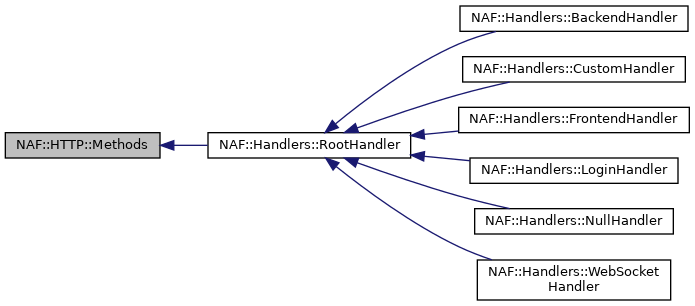 NAF::Handlers::BackendHandler
NAF::Handlers::CustomHandler
NAF::Handlers::FrontendHandler
NAF::HTTP::Methods
NAF::Handlers::RootHandler
NAF::Handlers::LoginHandler
NAF::Handlers::NullHandler
NAF::Handlers::WebSocket
Handler